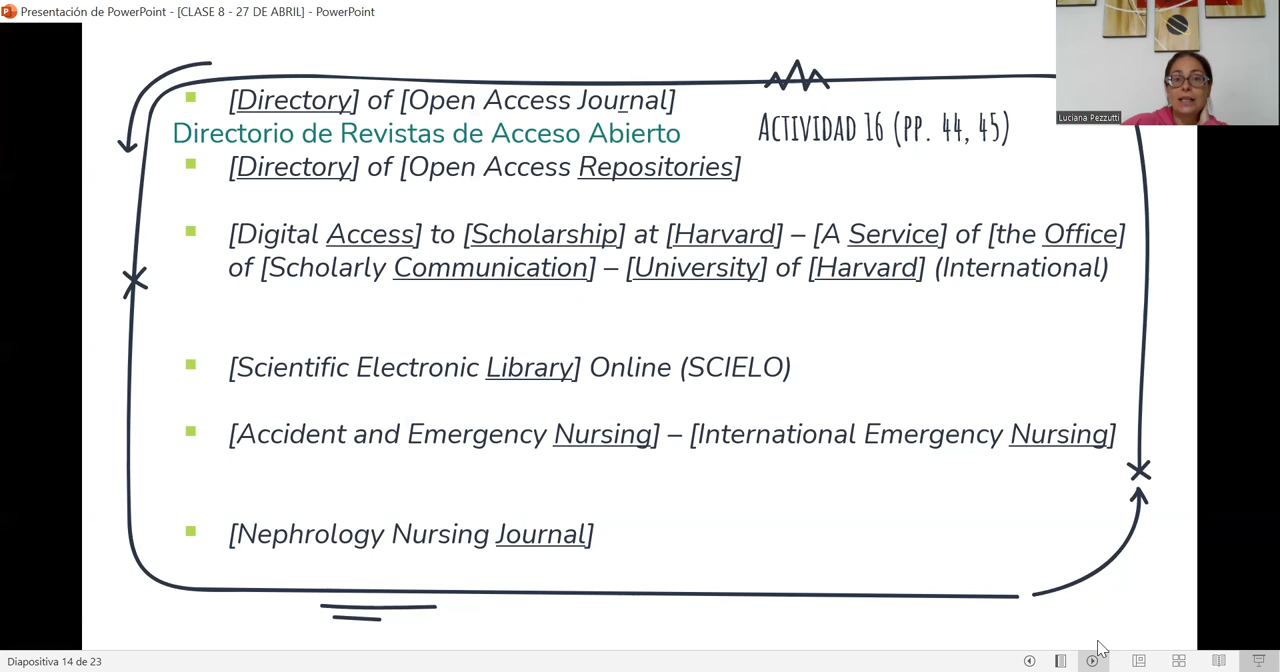 Presentación de PowerPoint - [CLASE 8 - 27 DE ABRIL] - PowerPoint
Luciana Pezzutti
[Directory] of [Open Access Journal]
Directorio de Revistas de Acceso Abierto
ACTIVIDAD 16 (PP. 44, 45)
[Directory] of [Open Access Repositories]
[Digital Access] to [Scholarship] at [Harvard] – [A Service] of [the Office]
of [Scholarly Communication] – [University] of [Harvard] (International)
[Scientific Electronic Library] Online (SCIELO)
[Accident and Emergency Nursing] – [International Emergency Nursing]
[Nephrology Nursing Journal]
Diapositiva 14 de 23